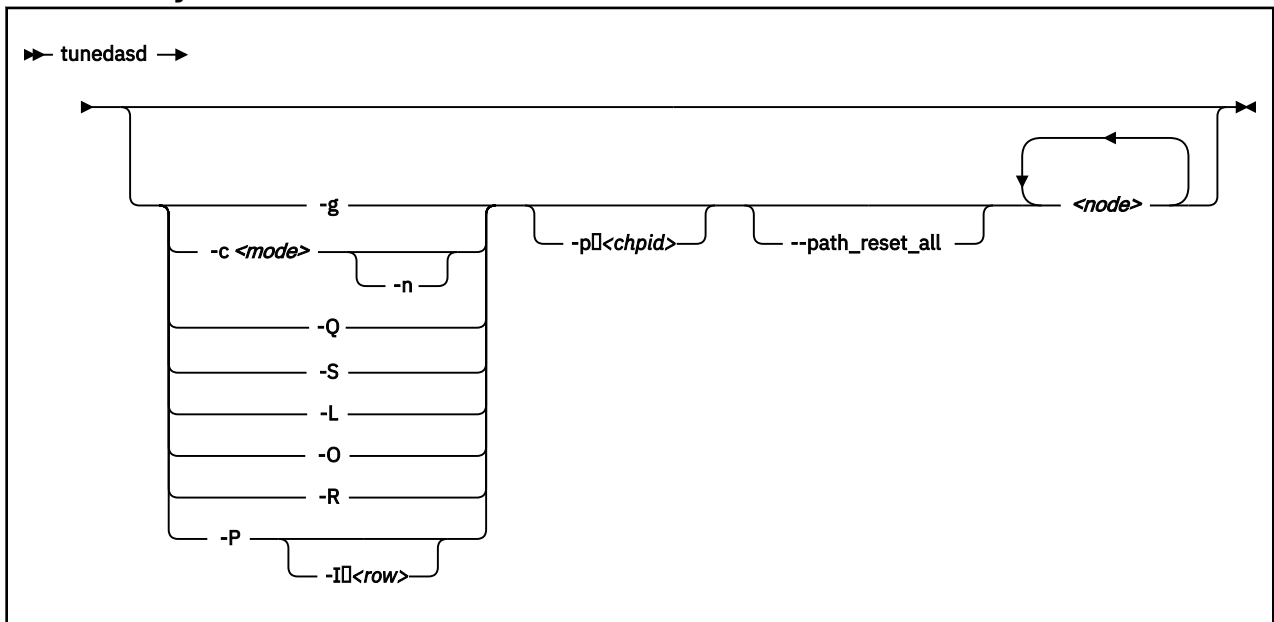 tunedasd
-g <node>
-c <mode> -p▯<chpid> --path_reset_all
-n
-Q
-S
-L
-O
-R
-P
-I▯<row>